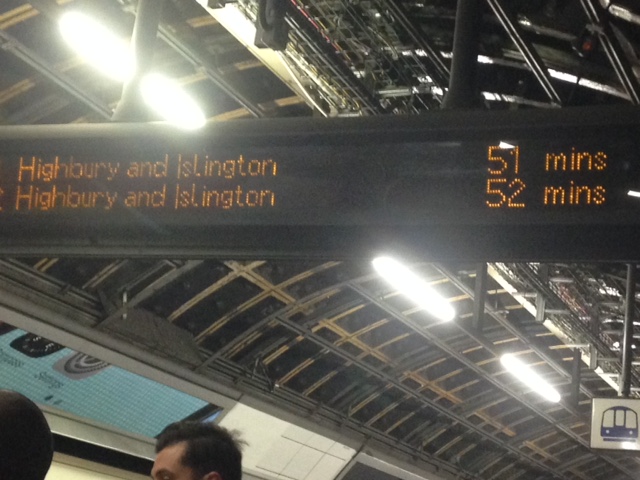 Highbury and Islington 51 mins
Highbury and Islington 52 mins